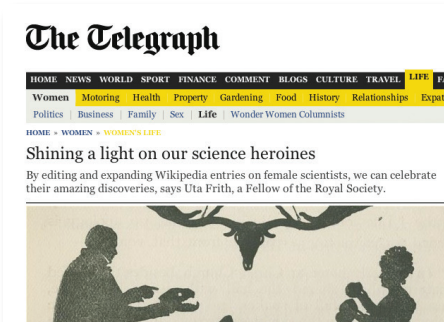 The Telegraph
HOME NEWS WORLD SPORT FINANCE COMMENT BLOGS CULTURE TRAVEL LIFE
Women Motoring Health Property Gardening Food History Relationships Expat
Politics Business Family Sex Life Wonder Women Columnists
HOME » WOMEN » WOMEN'S LIFE
Shining a light on our science heroines
By editing and expanding Wikipedia entries on female scientists, we can celebrate
their amazing discoveries, says Uta Frith, a Fellow of the Royal Society.